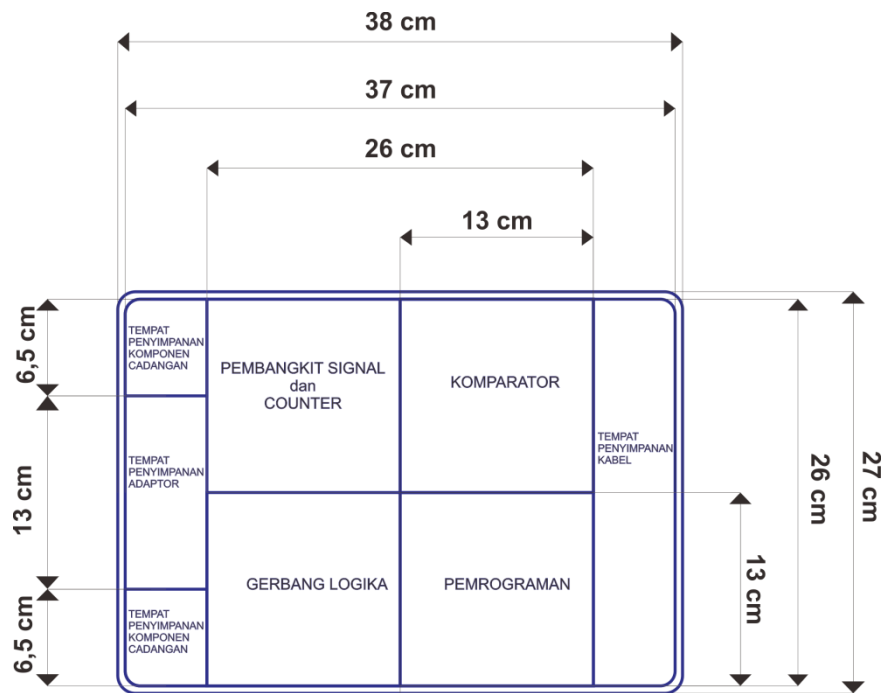 38 cm
37 cm
26 cm
13 cm
6,5 cm
13 cm
6,5 cm
TEMPAT
PENYIMPANAN
KOMPONEN
CADANGAN
TEMPAT
PENYIMPANAN
ADAPTOR
TEMPAT
PENYIMPANAN
KOMPONEN
CADANGAN
PEMBANGKIT SIGNAL
dan
COUNTER
KOMPARATOR
GERBANG LOGIKA
PEMROGRAMAN
TEMPAT
PENYIMPANAN
KABEL
13 cm
26 cm
27 cm